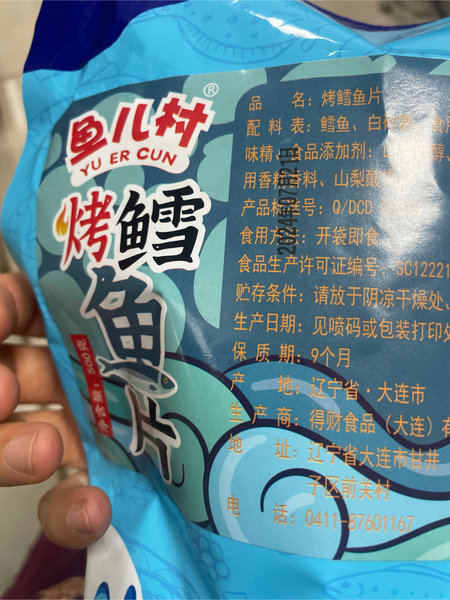 鱼儿村®
YU ER CUN
烤鳕鱼片
500克
品 名：烤鳕鱼片
配 料 表：鳕鱼、白砂糖、食用
味精、食品添加剂：
用香精香料、山梨酸
产品标准号：Q/DCD
食用方法：开袋即食
食品生产许可证编号：SC12221
贮存条件：请放于阴凉干燥处、
生产日期：见喷码或包装打印处
保 质 期：9个月
产 地：辽宁省·大连市
生 产 商：得财食品（大连）有
地 址：辽宁省大连市甘井
子区前关村
电 话：0411-87601167